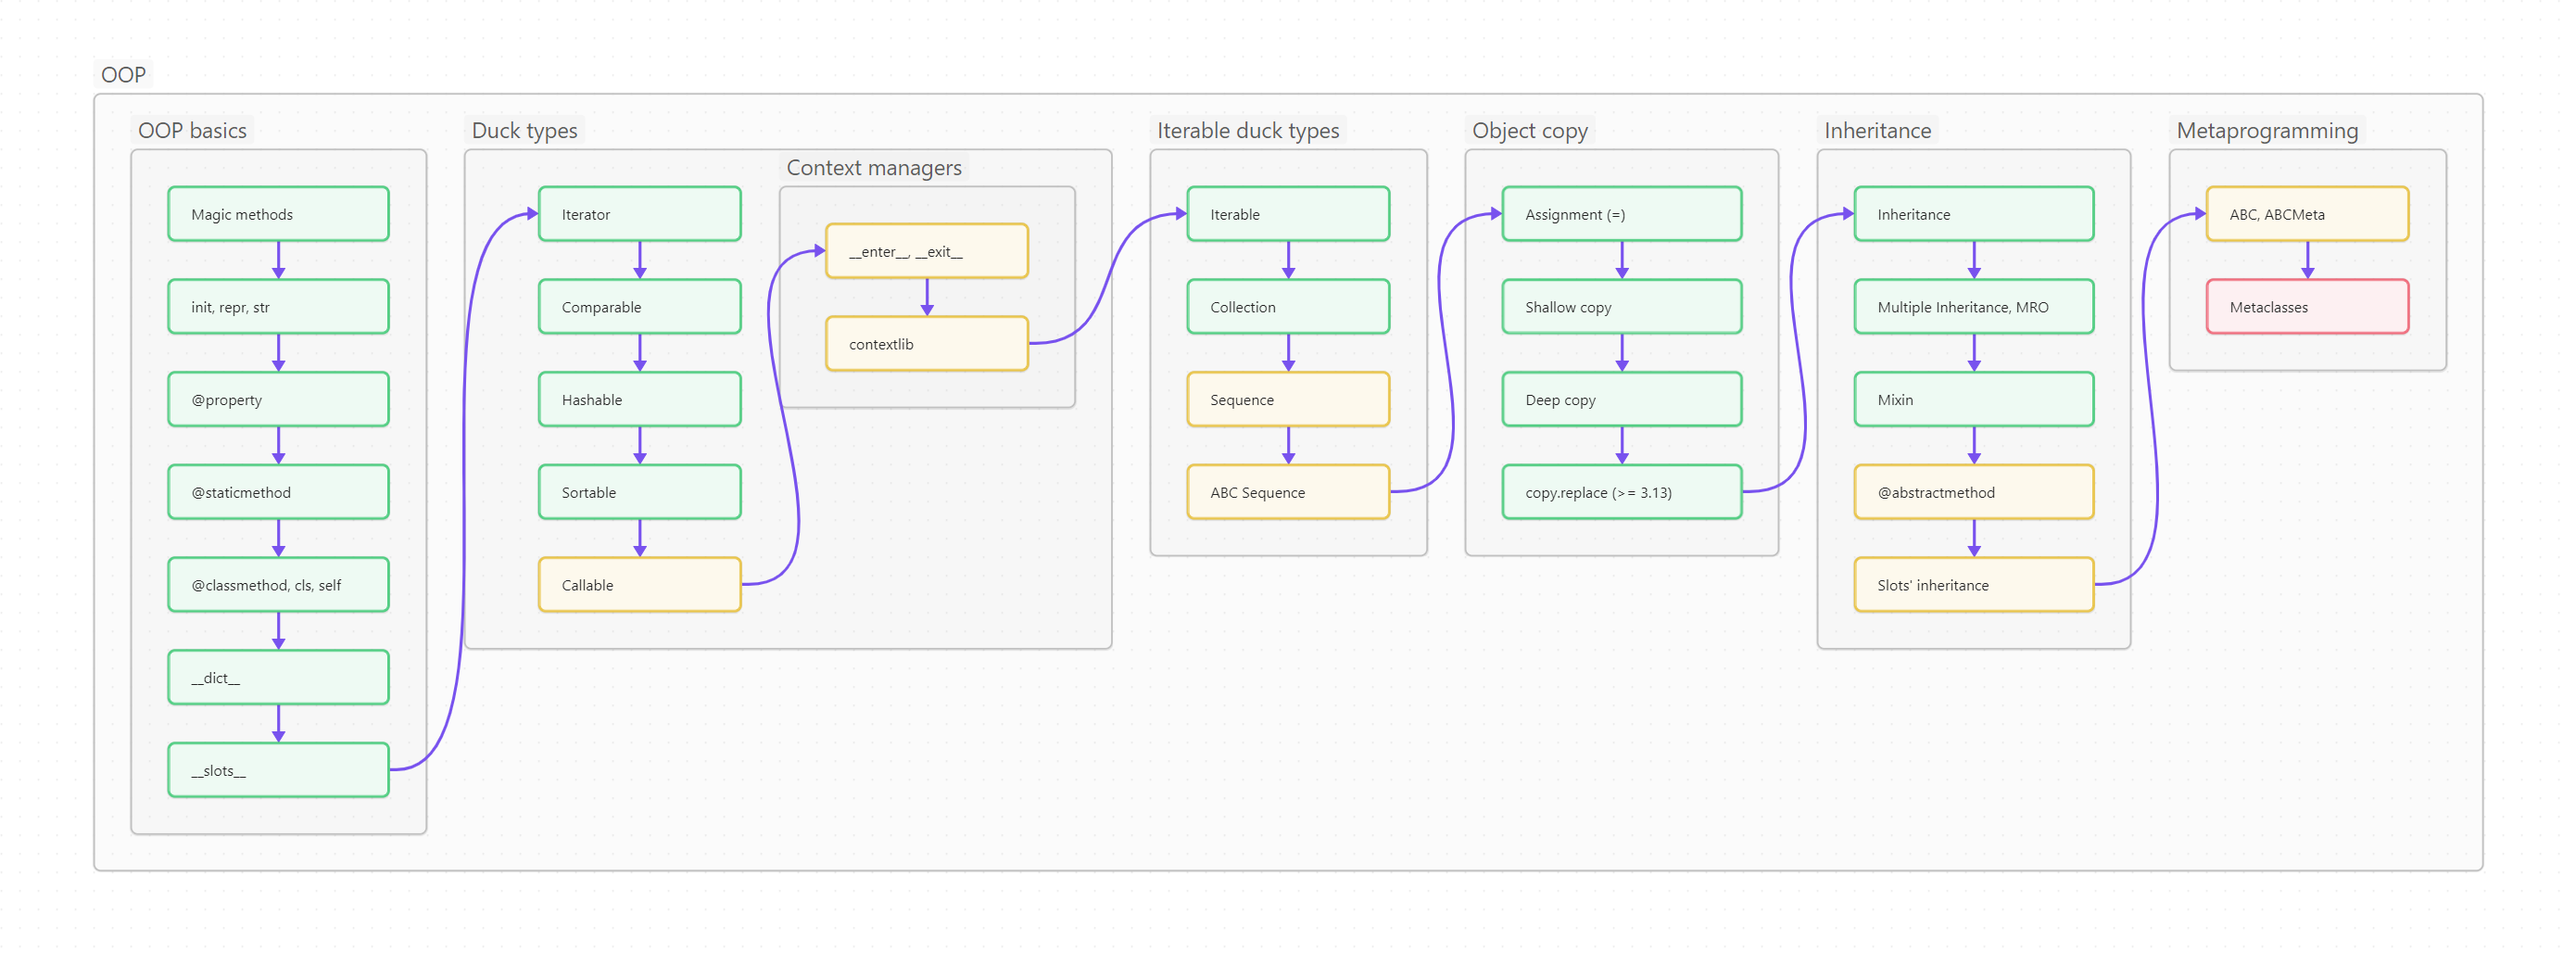 OOP
OOP basics
Magic methods
init, repr, str
@property
@staticmethod
@classmethod, cls, self
__dict__
__slots__
Duck types
Iterator
Comparable
Hashable
Sortable
Callable
Context managers
__enter__, __exit__
contextlib
Iterable duck types
Iterable
Collection
Sequence
ABC Sequence
Object copy
Assignment (=)
Shallow copy
Deep copy
copy.replace (>= 3.13)
Inheritance
Inheritance
Multiple Inheritance, MRO
Mixin
@abstractmethod
Slots' inheritance
Metaprogramming
ABC, ABCMeta
Metaclasses